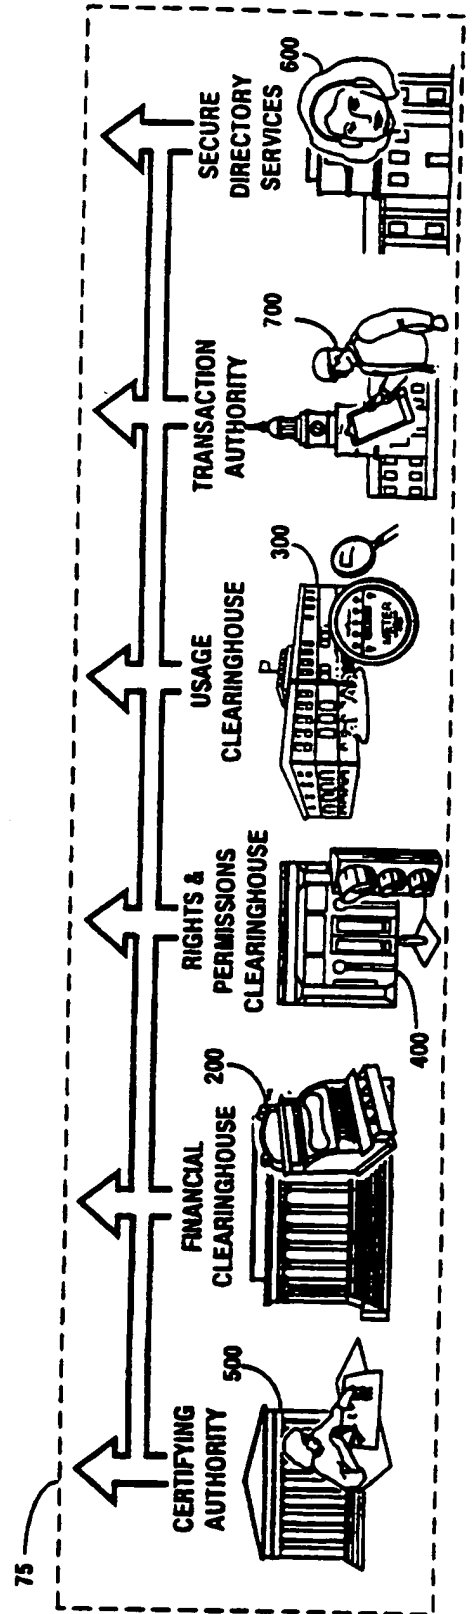 75
CERTIFYING
AUTHORITY
500
FINANCIAL
CLEARINGHOUSE
200
RIGHTS &
PERMISSIONS
CLEARINGHOUSE
400
USAGE
CLEARINGHOUSE
300
METER
TRANSACTION
AUTHORITY
700
SECURE
DIRECTORY
SERVICES
600